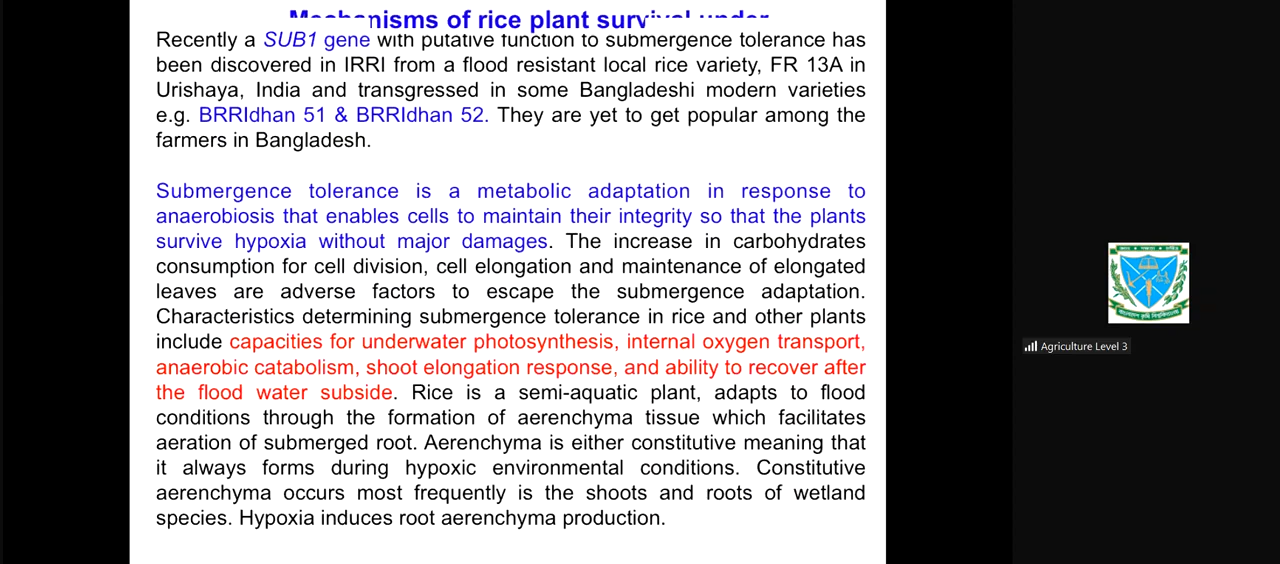 Mechanisms of rice plant survival under
Recently a SUB1 gene with putative function to submergence tolerance has
been discovered in IRRI from a flood resistant local rice variety, FR 13A in
Urishaya, India and transgressed in some Bangladeshi modern varieties
e.g. BRRIdhan 51 & BRRIdhan 52. They are yet to get popular among the
farmers in Bangladesh.
Submergence tolerance is a metabolic adaptation in response to
anaerobiosis that enables cells to maintain their integrity so that the plants
survive hypoxia without major damages. The increase in carbohydrates
consumption for cell division, cell elongation and maintenance of elongated
leaves are adverse factors to escape the submergence adaptation.
Characteristics determining submergence tolerance in rice and other plants
include capacities for underwater photosynthesis, internal oxygen transport,
anaerobic catabolism, shoot elongation response, and ability to recover after
the flood water subside. Rice is a semi-aquatic plant, adapts to flood
conditions through the formation of aerenchyma tissue which facilitates
aeration of submerged root. Aerenchyma is either constitutive meaning that
it always forms during hypoxic environmental conditions. Constitutive
aerenchyma occurs most frequently is the shoots and roots of wetland
species. Hypoxia induces root aerenchyma production.
Agriculture Level 3